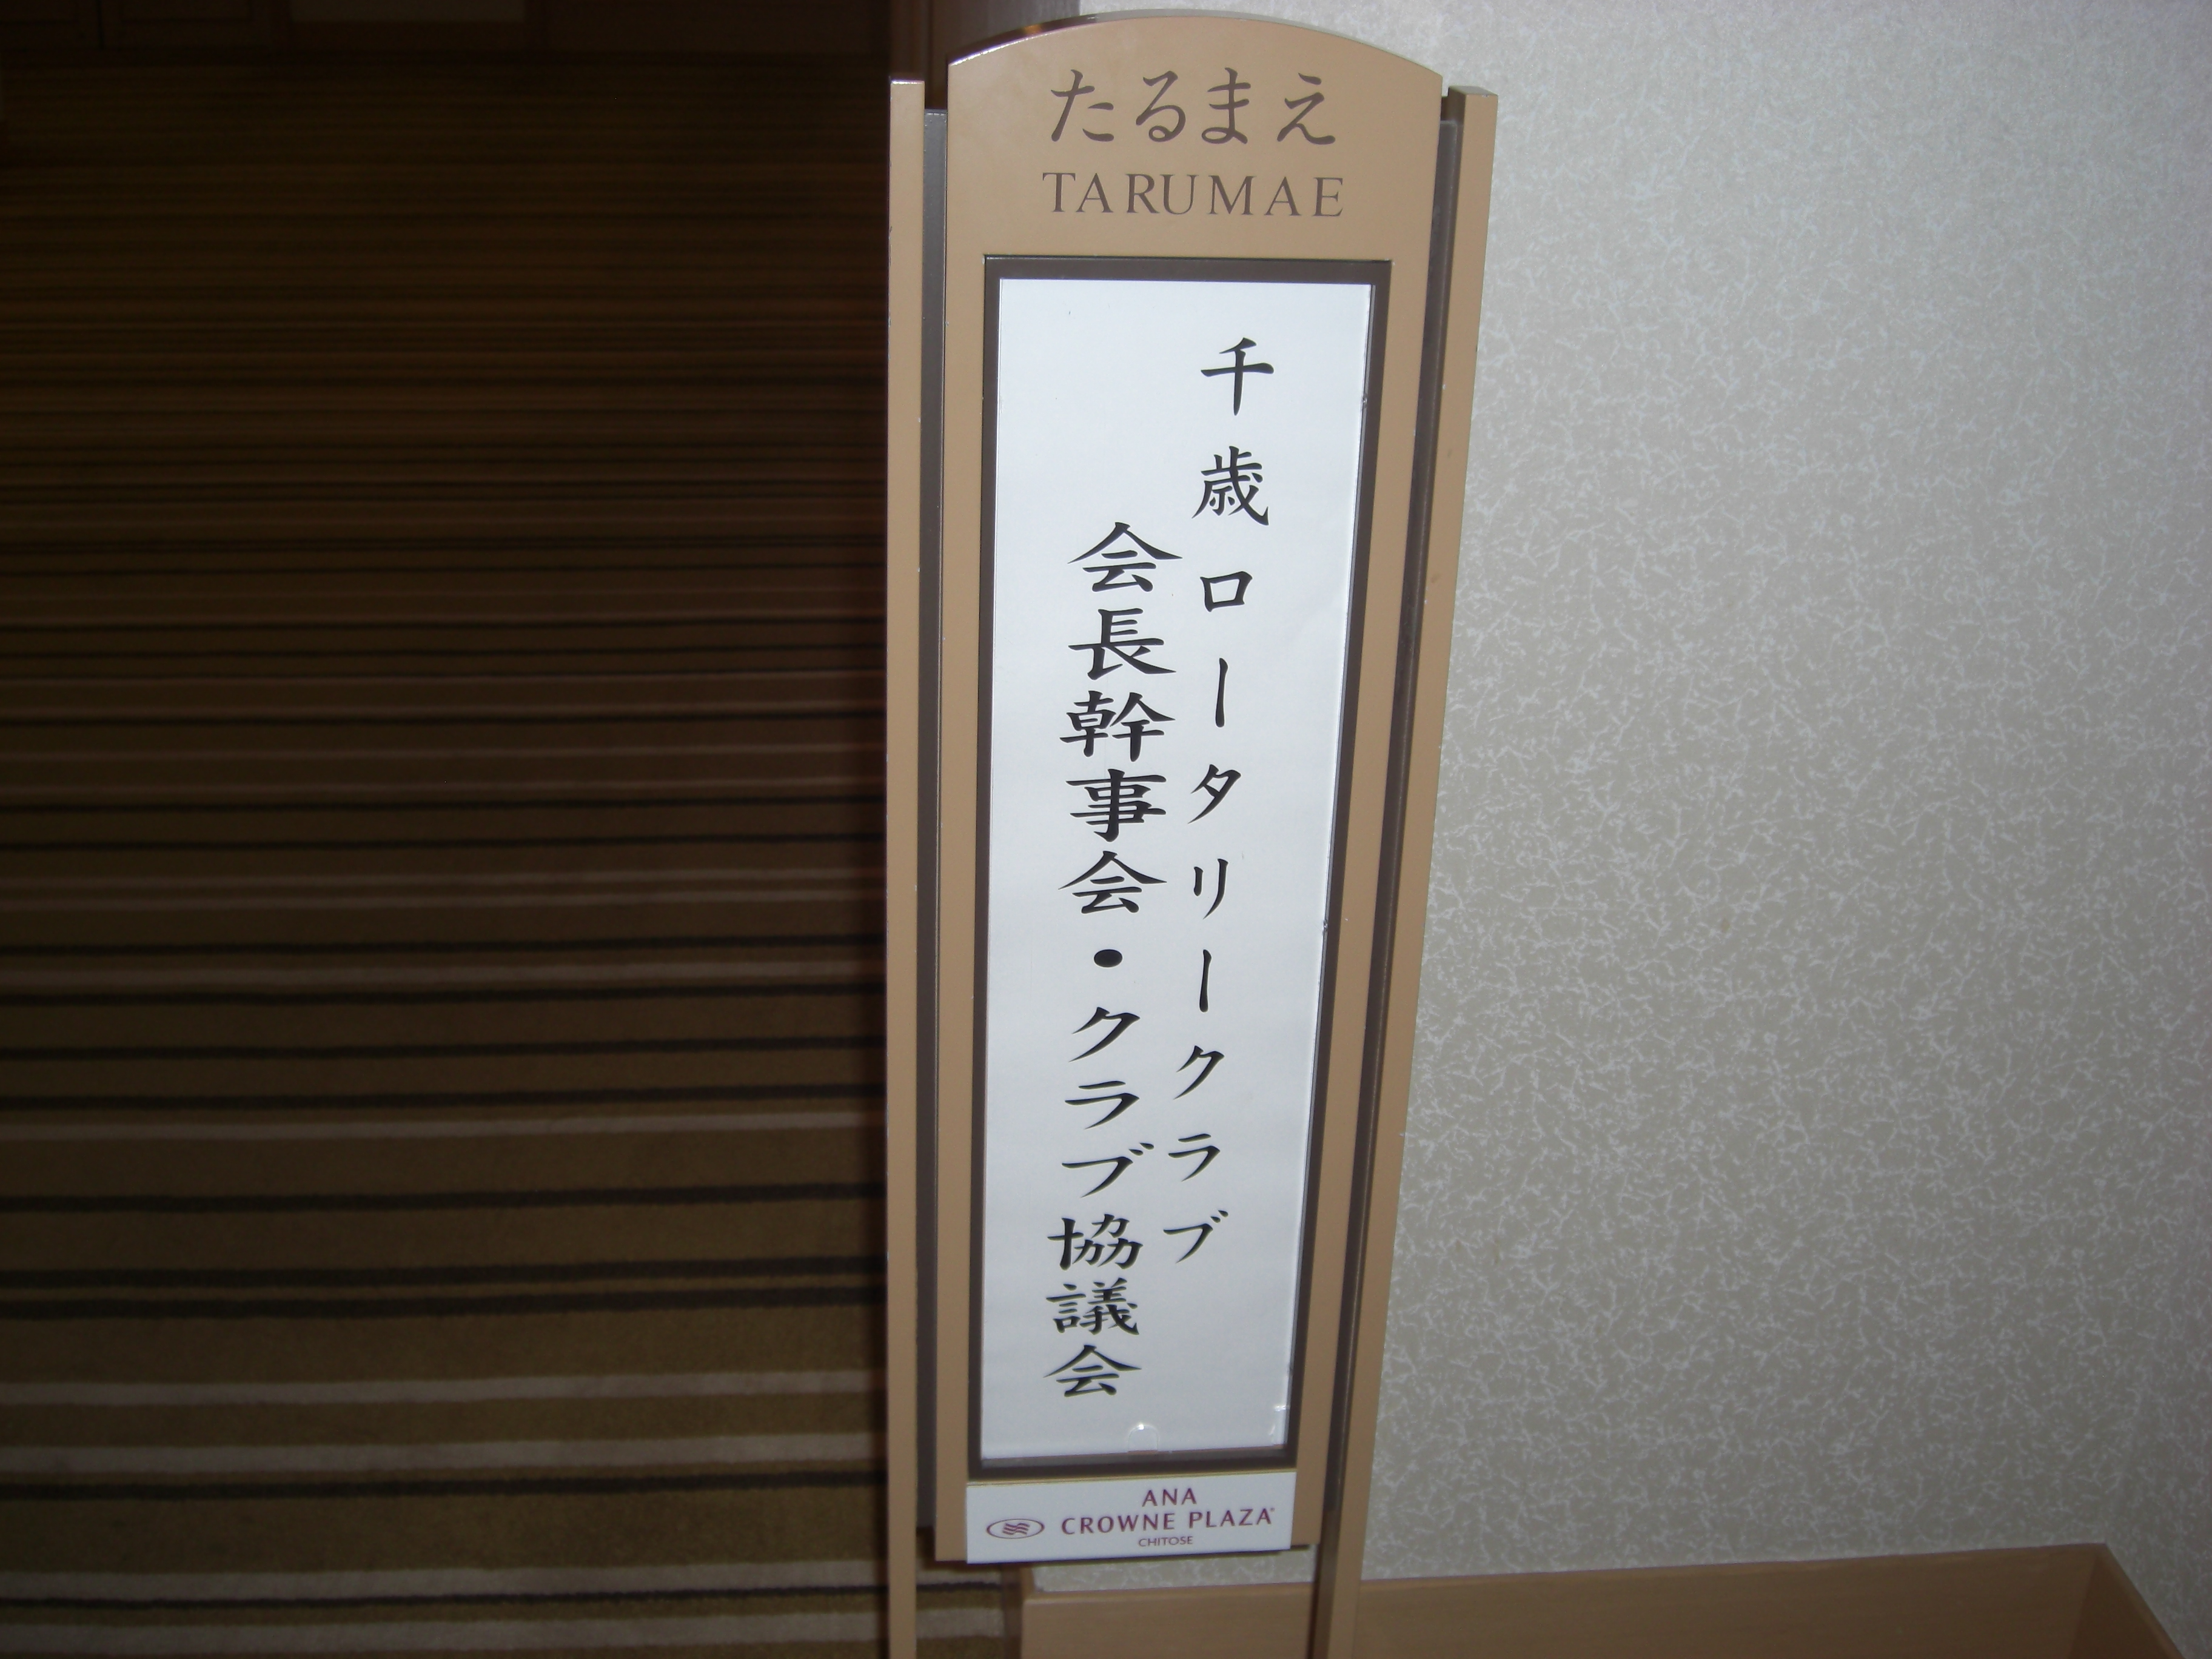 たるまえ
TARUMAE
千歳ロータリークラブ
会長幹事会・クラブ協議会
ANA
CROWNE PLAZA
CHITOSE